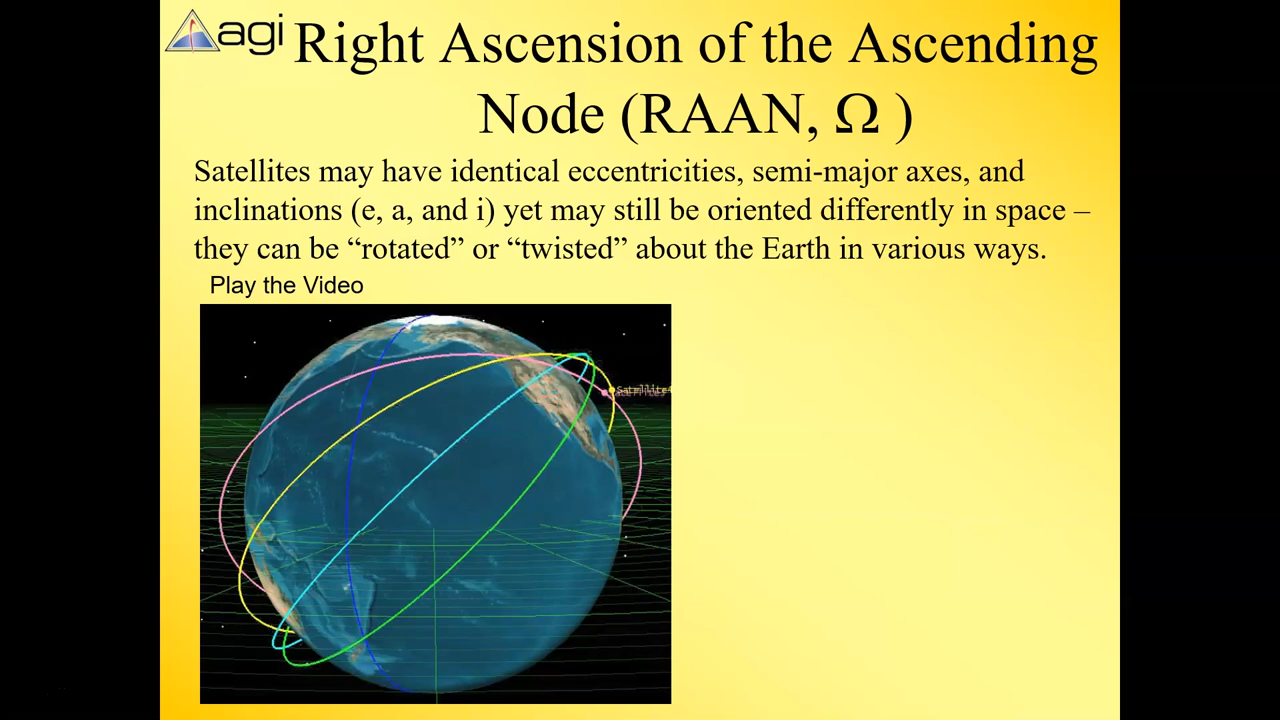 agi
Right Ascension of the Ascending
Node (RAAN, Ω )
Satellites may have identical eccentricities, semi-major axes, and
inclinations (e, a, and i) yet may still be oriented differently in space –
they can be “rotated” or “twisted” about the Earth in various ways.
Play the Video